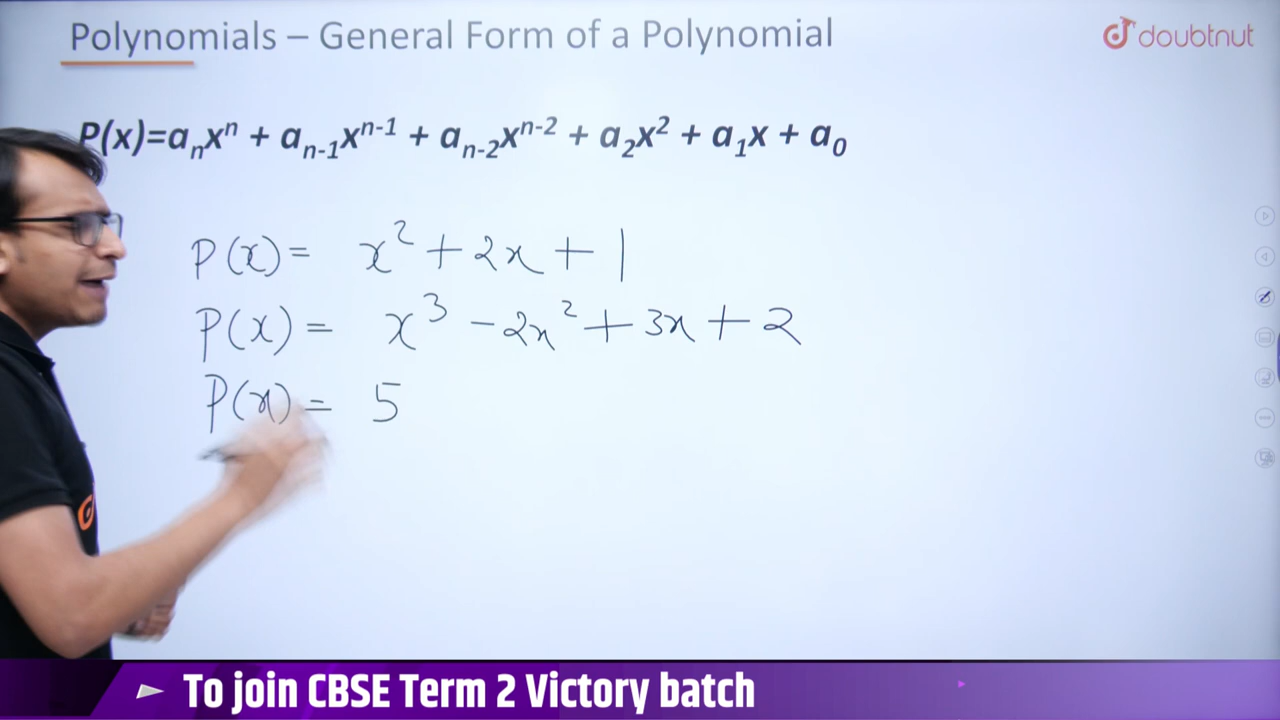 Polynomials – General Form of a Polynomial
doubtnut
P(x)=aₙxⁿ + aₙ₋₁xⁿ⁻¹ + aₙ₋₂xⁿ⁻² + a₂x² + a₁x + a₀
P(x) = x² + 2x + 1
P(x) = x³ - 2x² + 3x + 2
P(x) = 5
To join CBSE Term 2 Victory batch